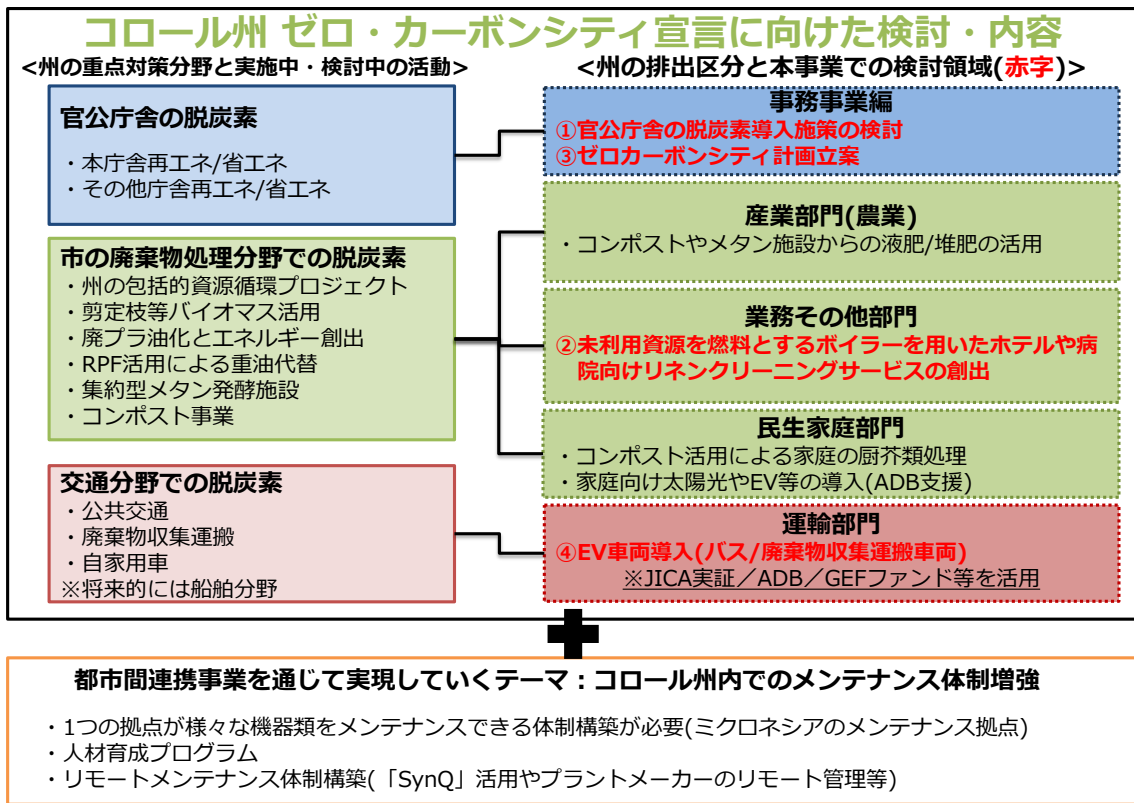 コロール州 ゼロ・カーボンシティ宣言に向けた検討・内容
<州の重点対策分野と実施中・検討中の活動>
官公庁舎の脱炭素
・本庁舎再エネ/省エネ
・その他庁舎再エネ/省エネ
市の廃棄物処理分野での脱炭素
・州の包括的資源循環プロジェクト
・剪定枝等バイオマス活用
・廃プラ油化とエネルギー創出
・RPF活用による重油代替
・集約型メタン発酵施設
・コンポスト事業
交通分野での脱炭素
・公共交通
・廃棄物収集運搬
・自家用車
※将来的には船舶分野
<州の排出区分と本事業での検討領域(赤字)>
事務事業編
①官公庁舎の脱炭素導入施策の検討
③ゼロカーボンシティ計画立案
産業部門(農業)
・コンポストやメタン施設からの液肥/堆肥の活用
業務その他部門
②未利用資源を燃料とするボイラーを用いたホテルや病
院向けリネンクリーニングサービスの創出
民生家庭部門
・コンポスト活用による家庭の厨芥類処理
・家庭向け太陽光やEV等の導入(ADB支援)
運輸部門
④EV車両導入(バス/廃棄物収集運搬車両)
※JICA実証／ADB／GEFファンド等を活用
都市間連携事業を通じて実現していくテーマ：コロール州内でのメンテナンス体制増強
・1つの拠点が様々な機器類をメンテナンスできる体制構築が必要(ミクロネシアのメンテナンス拠点)
・人材育成プログラム
・リモートメンテナンス体制構築(「SynQ」活用やプラントメーカーのリモート管理等)